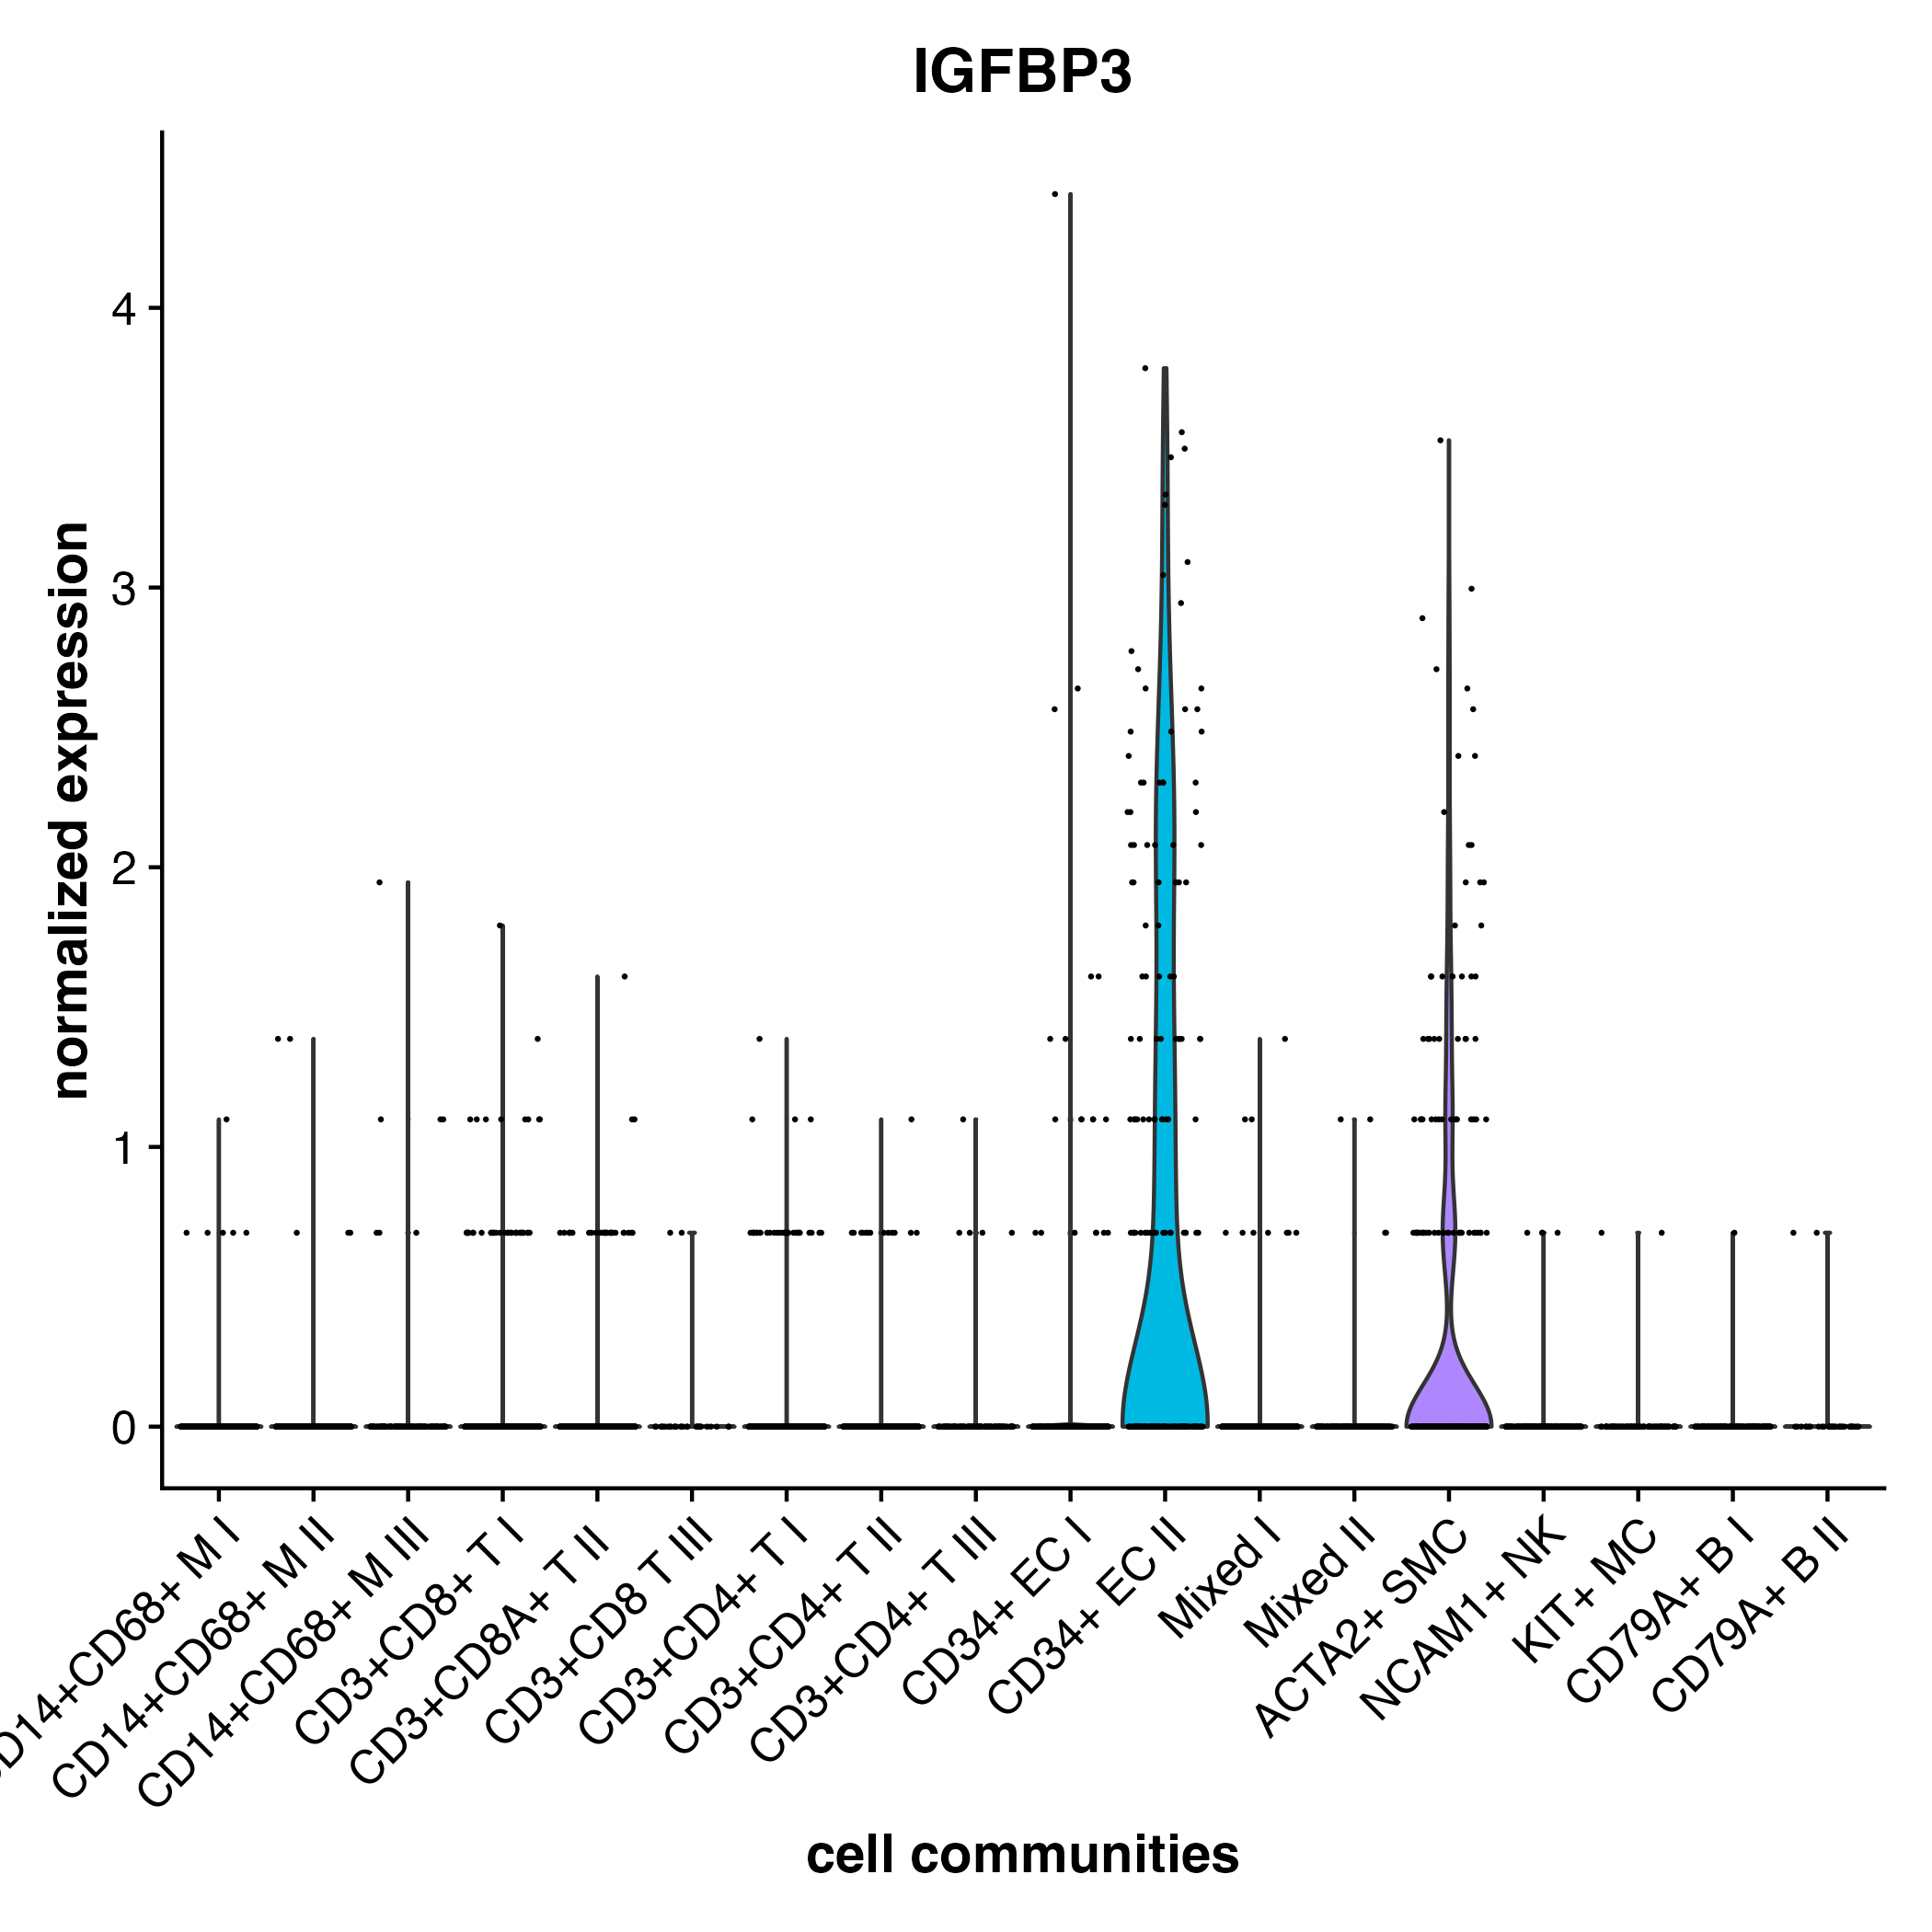 IGFBP3
normalized expression
4
3
2
1
0
D14+CD68+ M I
CD14+CD68+ M II
CD14+CD68+ M III
CD3+CD8+ T I
CD3+CD8A+ T II
CD3+CD8 T III
CD3+CD4+ T I
CD3+CD4+ T II
CD3+CD4+ T IIII
CD34+ EC I
CD34+ EC II
Mixed I
Mixed II
ACTA2+ SMC
NCAM1+ NK
KIT+ MC
CD79A+ B I
CD79A+ B II
cell communities